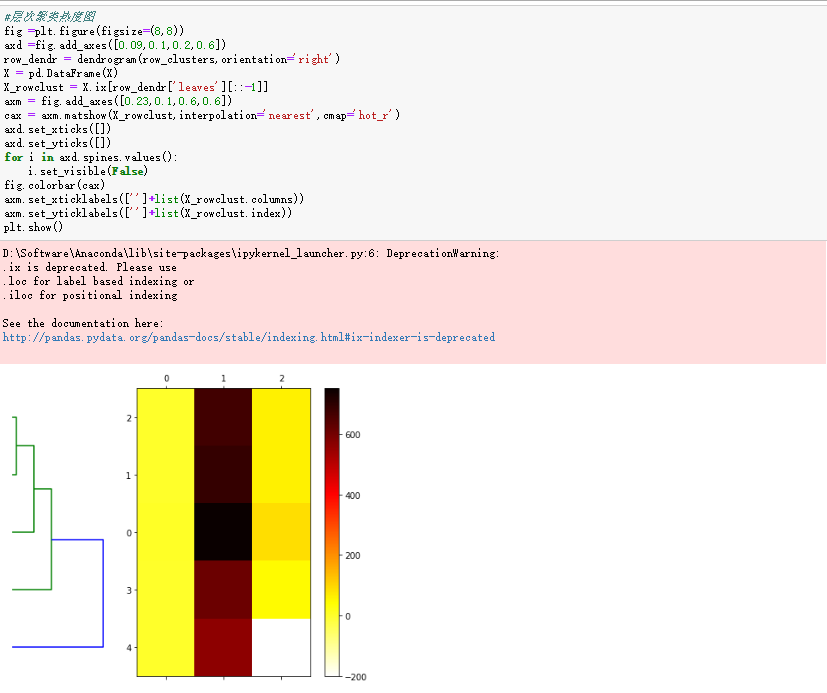 #层次聚类热度图
fig =plt.figure(figsize=(8,8))
axd =fig.add_axes([0.09,0.1,0.2,0.6])
row_dendr = dendrogram(row_clusters,orientation='right')
X = pd.DataFrame(X)
X_rowclust = X.ix[row_dendr['leaves'][::-1]]
axm = fig.add_axes([0.23,0.1,0.6,0.6])
cax = axm.matshow(X_rowclust,interpolation='nearest',cmap='hot_r')
axd.set_xticks([])
axd.set_yticks([])
for i in axd.spines.values():
    i.set_visible(False)
fig.colorbar(cax)
axm.set_xticklabels(['']+list(X_rowclust.columns))
axm.set_yticklabels(['']+list(X_rowclust.index))
plt.show()
D:\Software\Anaconda\lib\site-packages\ipykernel_launcher.py:6: DeprecationWarning:
.ix is deprecated. Please use
.loc for label based indexing or
.iloc for positional indexing
See the documentation here:
http://pandas.pydata.org/pandas-docs/stable/indexing.html#ix-indexer-is-deprecated
0 1 2
2
1
0
3
4
600
400
200
0
−200